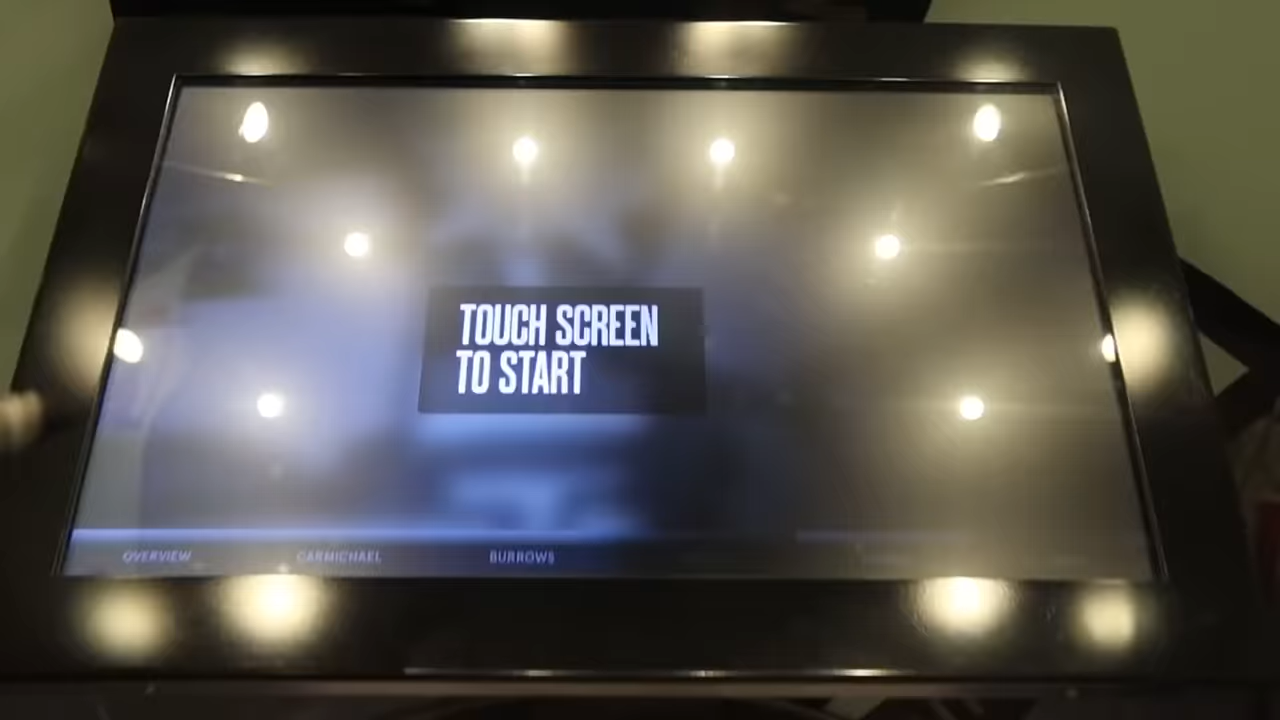 TOUCH SCREEN
TO START
OVERVIEW
CARMICHAEL
BURROWS